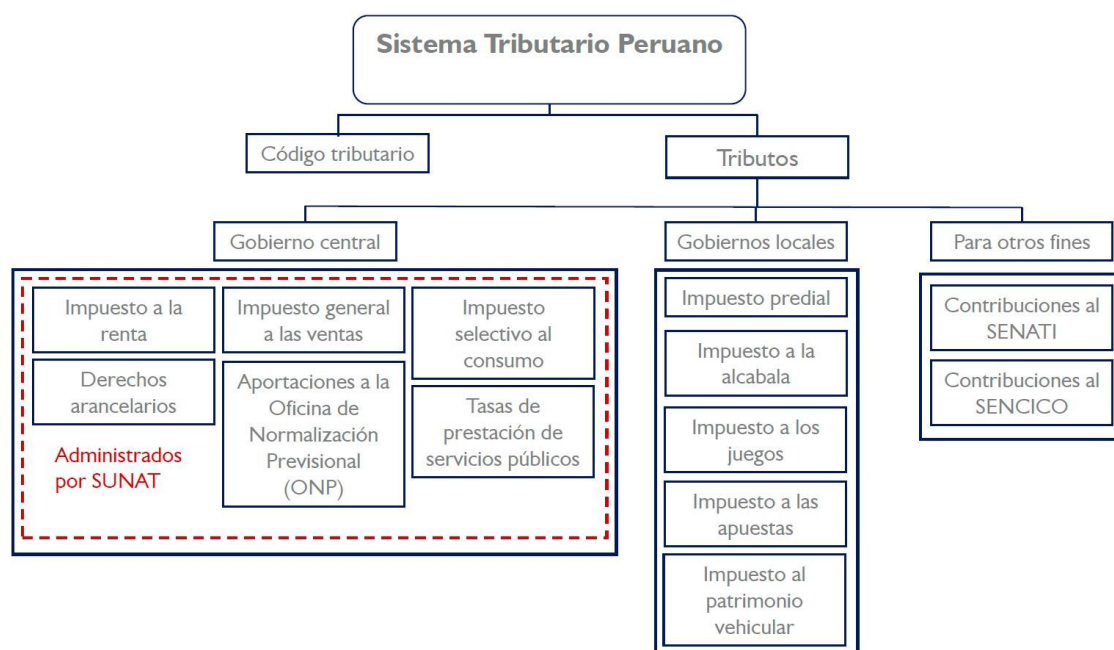 Sistema Tributario Peruano
Código tributario
Tributos
Gobierno central
Gobiernos locales
Para otros fines
Impuesto a la
renta
Impuesto general
a las ventas
Impuesto
selectivo al
consumo
Derechos
arancelarios
Aportaciones a la
Oficina de
Normalización
Previsional
(ONP)
Tasas de
prestación de
servicios públicos
Administrados
por SUNAT
Impuesto predial
Impuesto a la
alcabala
Impuesto a los
juegos
Impuesto a las
apuestas
Impuesto al
patrimonio
vehicular
Contribuciones al
SENATI
Contribuciones al
SENCICO